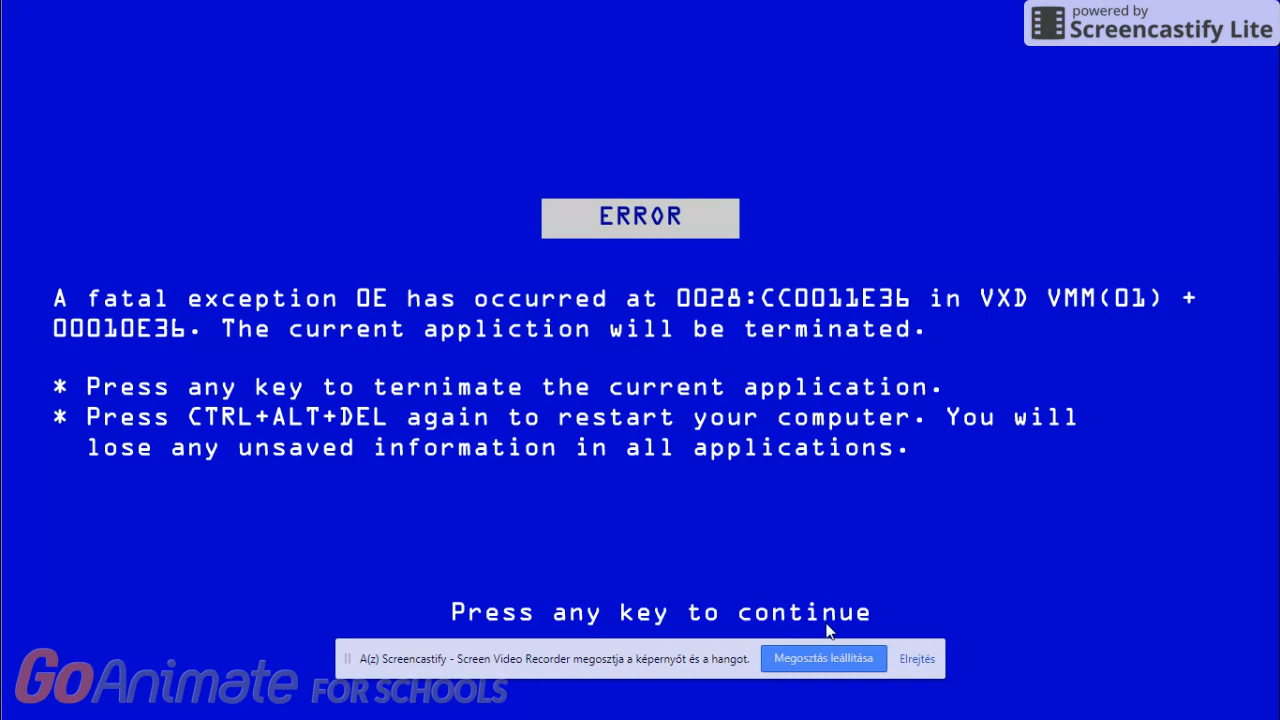 powered by
Screencastify Lite
ERROR
A fatal exception 0E has occurred at 0028:CC0011E36 in VXD VMM(01) +
00010E36. The current appliction will be terminated.
* Press any key to ternimate the current application.
* Press CTRL+ALT+DEL again to restart your computer. You will
lose any unsaved information in all applications.
Press any key to continue
A(z) Screencastify - Screen Video Recorder megosztja a képernyőt és a hangot. Megosztás leállítása Elrejtés
GoAnimate FOR SCHOOLS